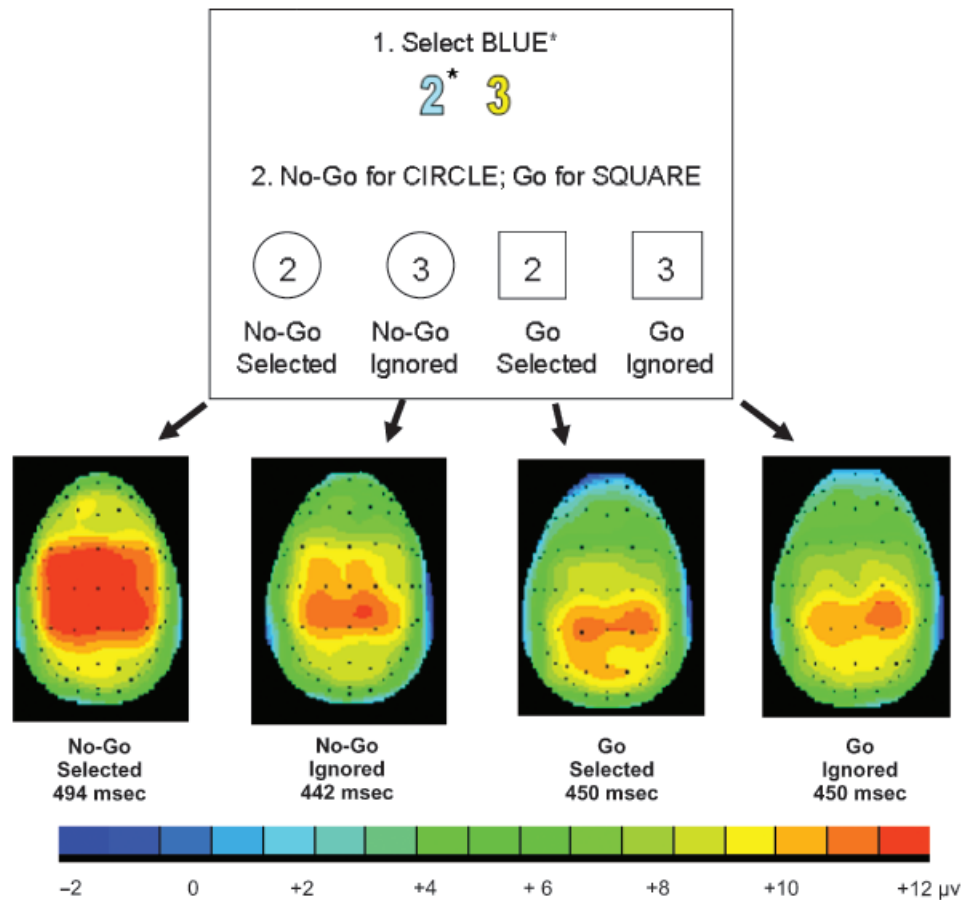 1. Select BLUE*
2* 3
2. No-Go for CIRCLE; Go for SQUARE
2 3 2 3
No-Go No-Go Go Go
Selected Ignored Selected Ignored
No-Go No-Go Go Go
Selected Ignored Selected Ignored
494 msec 442 msec 450 msec 450 msec
–2 0 +2 +4 + 6 +8 +10 +12 μv